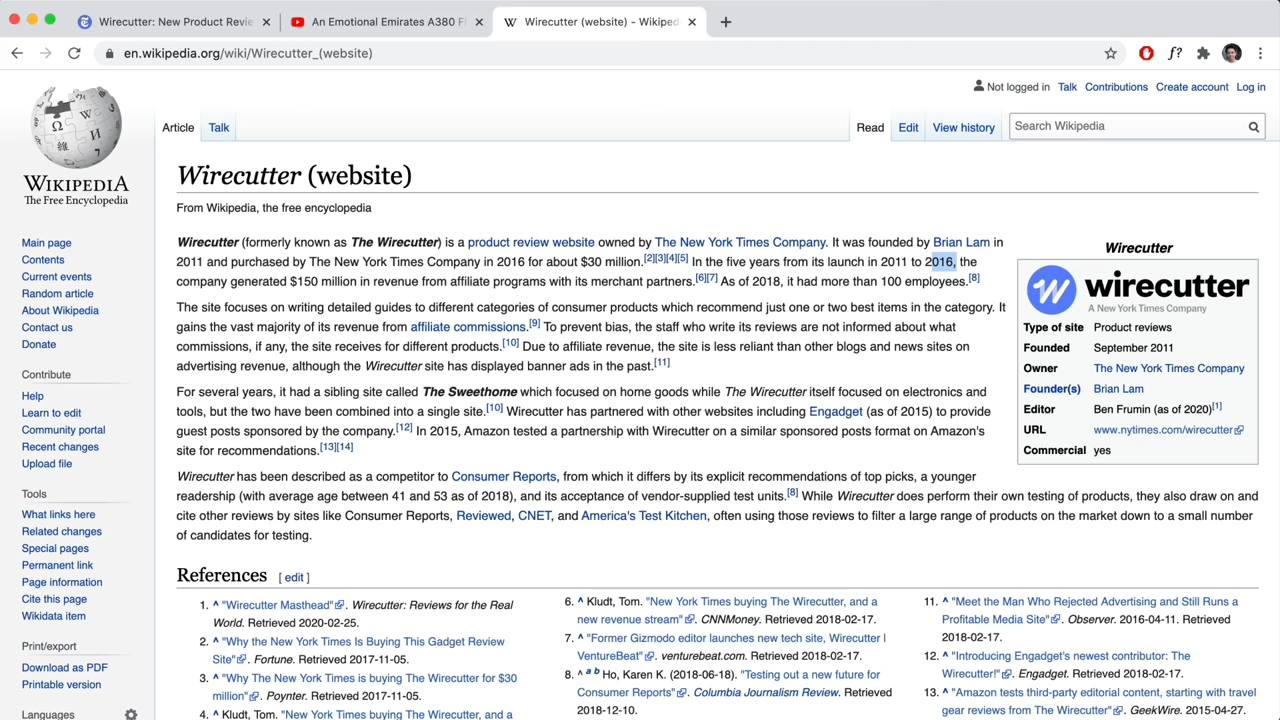 Wirecutter: New Product Revie
An Emotional Emirates A380 Fl
Wirecutter (website) - Wikiped
en.wikipedia.org/wiki/Wirecutter_(website)
f?
Not logged in Talk Contributions Create account Log in
Article Talk Read Edit View history Search Wikipedia
WIKIPEDIA
The Free Encyclopedia
Main page
Contents
Current events
Random article
About Wikipedia
Contact us
Donate
Contribute
Help
Learn to edit
Community portal
Recent changes
Upload file
Tools
What links here
Related changes
Special pages
Permanent link
Page information
Cite this page
Wikidata item
Print/export
Download as PDF
Printable version
Languages
Wirecutter (website)
From Wikipedia, the free encyclopedia
Wirecutter (formerly known as The Wirecutter) is a product review website owned by The New York Times Company. It was founded by Brian Lam in
2011 and purchased by The New York Times Company in 2016 for about $30 million.[2][3][4][5] In the five years from its launch in 2011 to 2016, the
company generated $150 million in revenue from affiliate programs with its merchant partners.[6][7] As of 2018, it had more than 100 employees.[8]
The site focuses on writing detailed guides to different categories of consumer products which recommend just one or two best items in the category. It
gains the vast majority of its revenue from affiliate commissions.[9] To prevent bias, the staff who write its reviews are not informed about what
commissions, if any, the site receives for different products.[10] Due to affiliate revenue, the site is less reliant than other blogs and news sites on
advertising revenue, although the Wirecutter site has displayed banner ads in the past.[11]
For several years, it had a sibling site called The Sweethome which focused on home goods while The Wirecutter itself focused on electronics and
tools, but the two have been combined into a single site.[10] Wirecutter has partnered with other websites including Engadget (as of 2015) to provide
guest posts sponsored by the company.[12] In 2015, Amazon tested a partnership with Wirecutter on a similar sponsored posts format on Amazon's
site for recommendations.[13][14]
Wirecutter has been described as a competitor to Consumer Reports, from which it differs by its explicit recommendations of top picks, a younger
readership (with average age between 41 and 53 as of 2018), and its acceptance of vendor-supplied test units.[8] While Wirecutter does perform their own testing of products, they also draw on and
cite other reviews by sites like Consumer Reports, Reviewed, CNET, and America's Test Kitchen, often using those reviews to filter a large range of products on the market down to a small number
of candidates for testing.
Wirecutter
wirecutter
A New York Times Company
Type of site Product reviews
Founded September 2011
Owner The New York Times Company
Founder(s) Brian Lam
Editor Ben Frumin (as of 2020)[1]
URL www.nytimes.com/wirecutter
Commercial yes
References [ edit ]
1. ^ "Wirecutter Masthead". Wirecutter: Reviews for the Real
World. Retrieved 2020-02-25.
2. ^ "Why the New York Times Is Buying This Gadget Review
Site". Fortune. Retrieved 2017-11-05.
3. ^ "Why The New York Times is buying The Wirecutter for $30
million". Poynter. Retrieved 2017-11-05.
4. ^ Kludt, Tom. "New York Times buying The Wirecutter, and a
6. ^ Kludt, Tom. "New York Times buying The Wirecutter, and a
new revenue stream". CNNMoney. Retrieved 2018-02-17.
7. ^ "Former Gizmodo editor launches new tech site, Wirecutter |
VentureBeat". venturebeat.com. Retrieved 2018-02-17.
8. ^ a b Ho, Karen K. (2018-06-18). "Testing out a new future for
Consumer Reports". Columbia Journalism Review. Retrieved
2018-12-10.
11. ^ "Meet the Man Who Rejected Advertising and Still Runs a
Profitable Media Site". Observer. 2016-04-11. Retrieved
2018-02-17.
12. ^ "Introducing Engadget's newest contributor: The
Wirecutter!". Engadget. Retrieved 2018-02-17.
13. ^ "Amazon tests third-party editorial content, starting with travel
gear reviews from The Wirecutter". GeekWire. 2015-04-27.